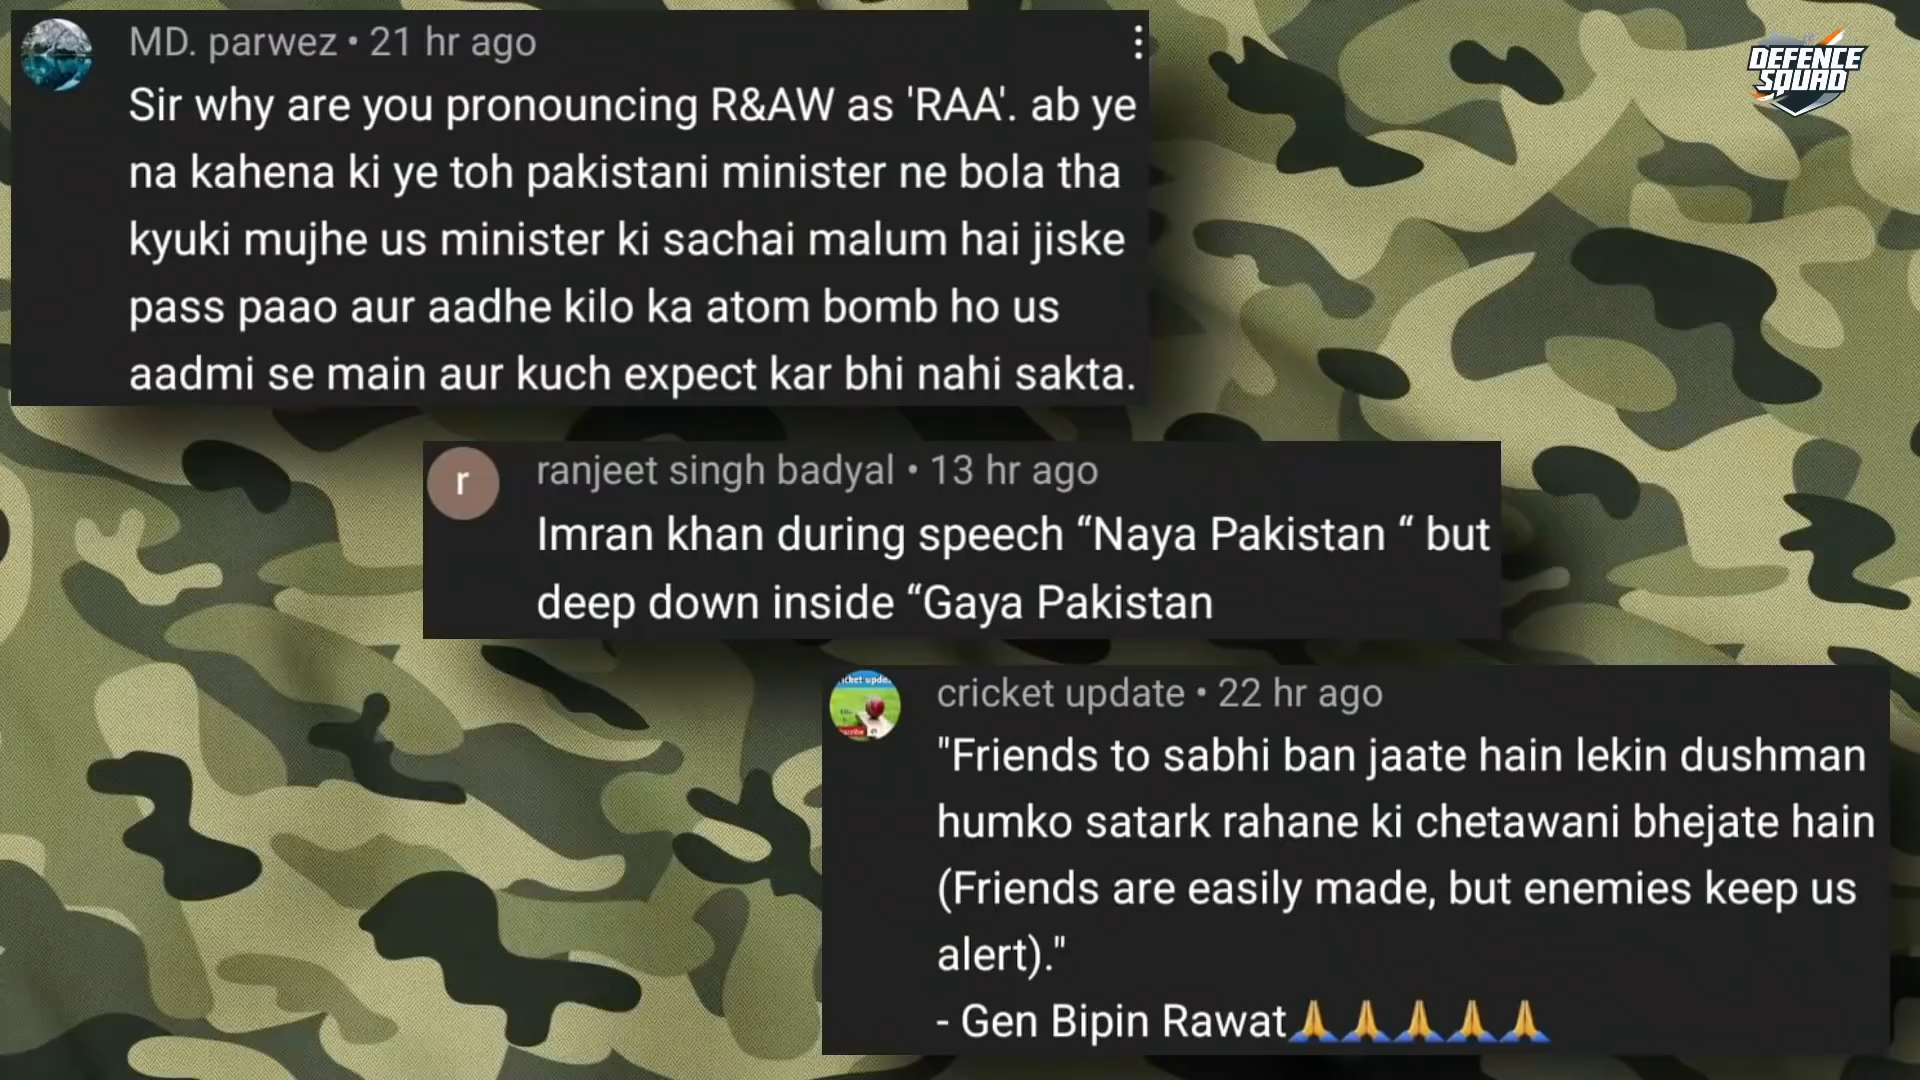 MD. parwez • 21 hr ago
Sir why are you pronouncing R&AW as 'RAA'. ab ye
na kahena ki ye toh pakistani minister ne bola tha
kyuki mujhe us minister ki sachai malum hai jiske
pass paao aur aadhe kilo ka atom bomb ho us
aadmi se main aur kuch expect kar bhi nahi sakta.
DEFENCE
SQUAD
r
ranjeet singh badyal • 13 hr ago
Imran khan during speech “Naya Pakistan “ but
deep down inside “Gaya Pakistan
cricket update • 22 hr ago
"Friends to sabhi ban jaate hain lekin dushman
humko satark rahane ki chetawani bhejate hain
(Friends are easily made, but enemies keep us
alert)."
- Gen Bipin Rawat🙏🙏🙏🙏🙏